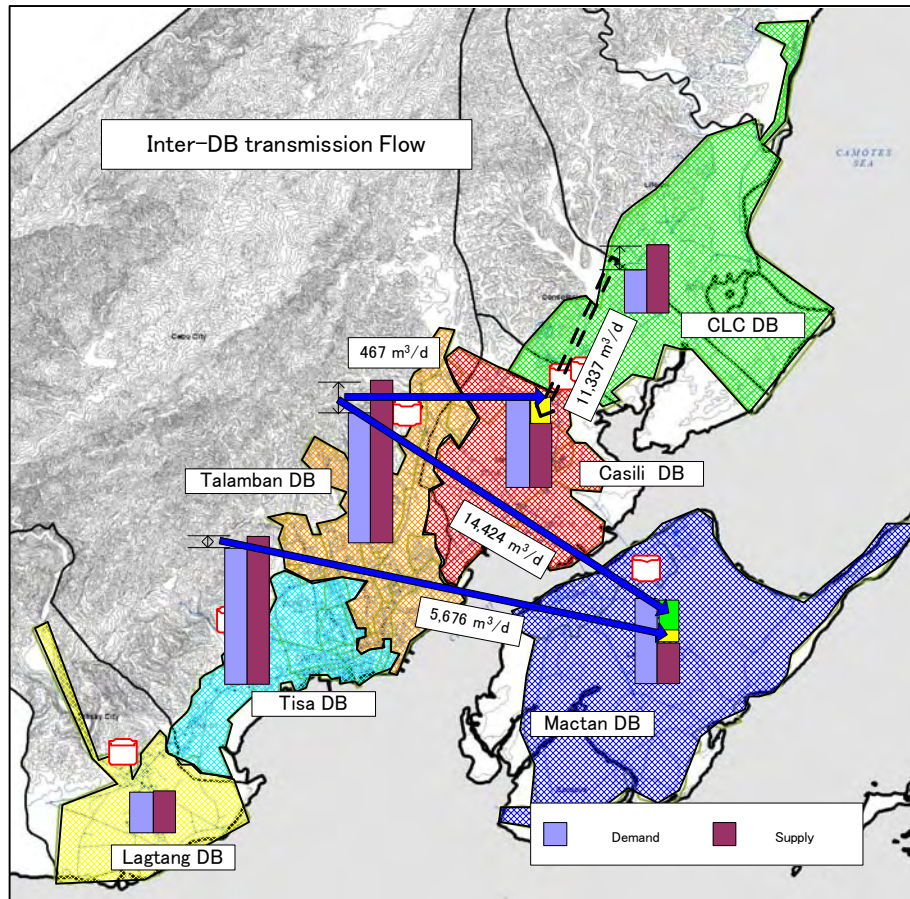 Inter-DB transmission Flow
CAMOTES
SEA
Cebu City
467 m³/d
11,337 m³/d
CLC DB
Talamban DB
Casili DB
14,424 m³/d
5,676 m³/d
Tisa DB
Mactan DB
Demand
Supply
Lagtang DB